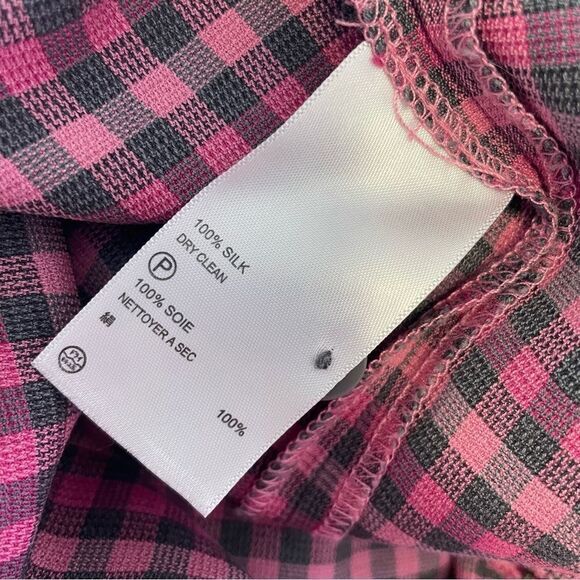 100% SILK
DRY CLEAN
P
100% SOIE
NETTOYER A SEC
絹
100%